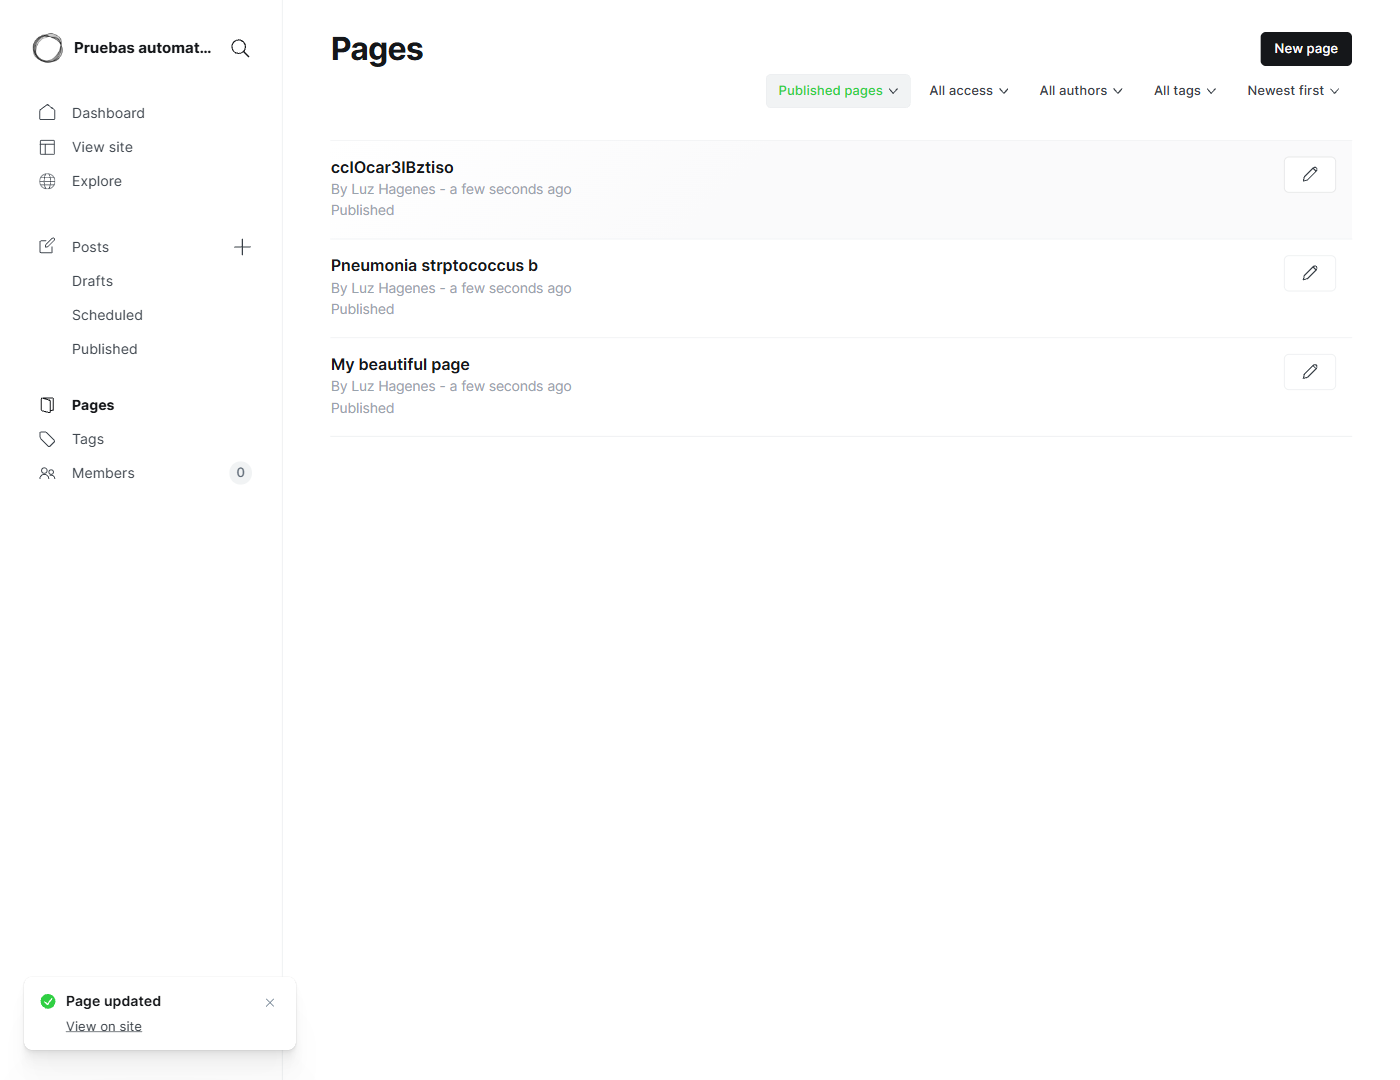 Pruebas automat...
Dashboard
View site
Explore
Posts
Drafts
Scheduled
Published
Pages
Tags
Members 0
Pages
New page
Published pages All access All authors All tags Newest first
ccIOcar3IBztiso
By Luz Hagenes - a few seconds ago
Published
Pneumonia strptococcus b
By Luz Hagenes - a few seconds ago
Published
My beautiful page
By Luz Hagenes - a few seconds ago
Published
Page updated
View on site